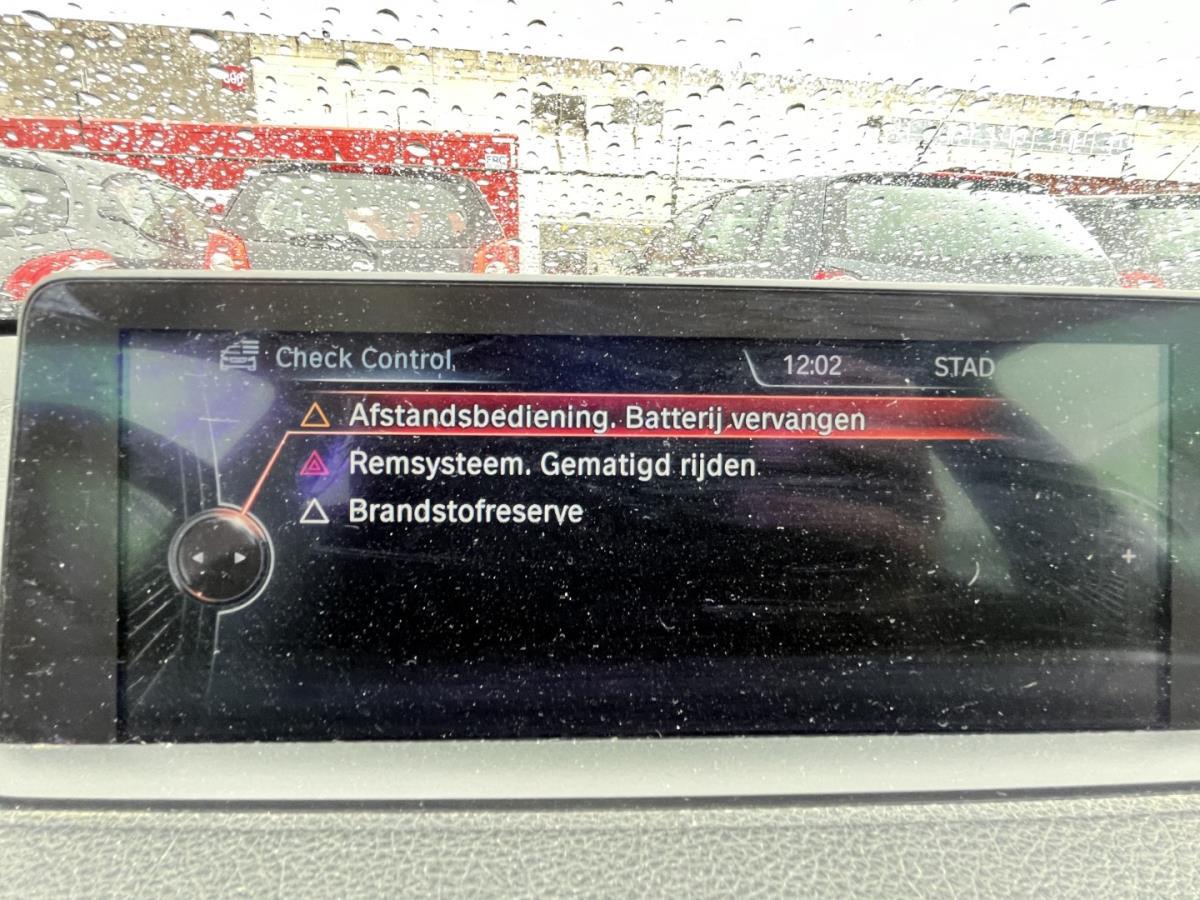 Check Control
12:02
STAD
Afstandsbediening. Batterij vervangen
Remsysteem. Gematigd rijden
Brandstofreserve